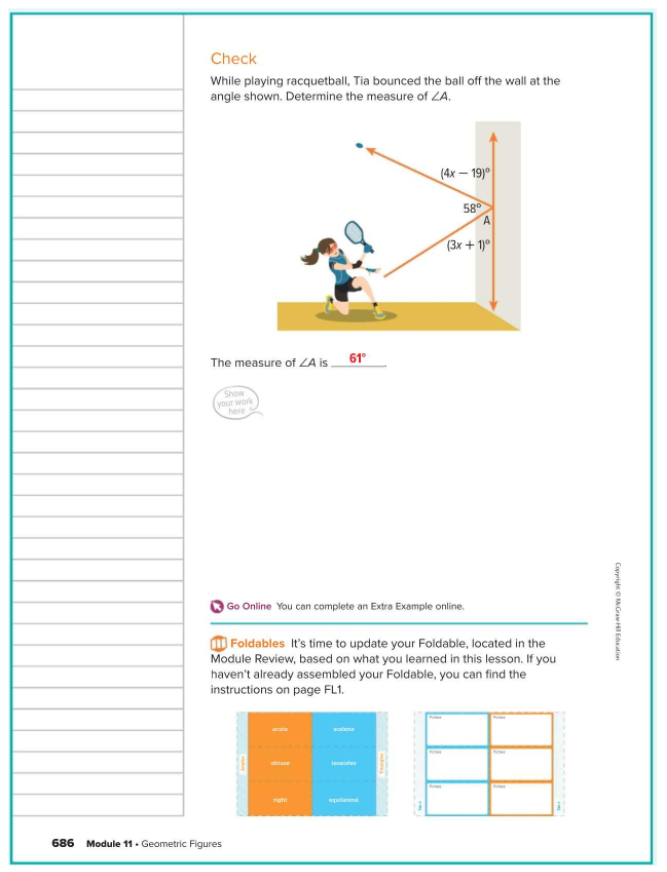 Check
While playing racquetball, Tia bounced the ball off the wall at the
angle shown. Determine the measure of ∠A.
(4x − 19)°
58°
A
(3x + 1)°
The measure of ∠A is 61° .
Show
your work
here
Go Online You can complete an Extra Example online.
Foldables It's time to update your Foldable, located in the
Module Review, based on what you learned in this lesson. If you
haven't already assembled your Foldable, you can find the
instructions on page FL1.
acute scalene
obtuse isosceles
right equilateral
Examples
Copyright © McGraw-Hill Education
686 Module 11 • Geometric Figures